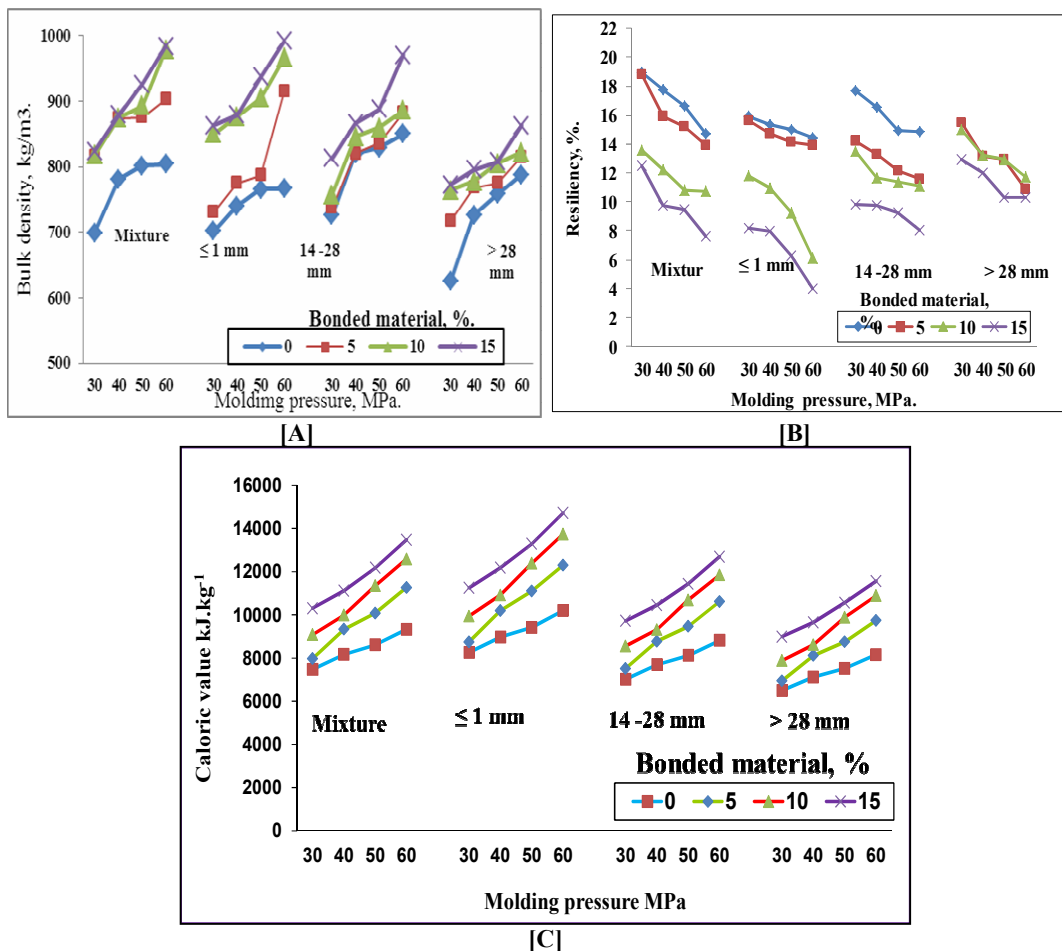 Bulk density, kg/m3.
1000
900
800
700
600
500
Mixture
≤ 1 mm
14 -28
mm
> 28
mm
Bonded material, %.
0 5 10 15
30 40 50 60 30 40 50 60 30 40 50 60 30 40 50 60
Molding pressure, MPa.
[A]
Resiliency, %.
22
20
18
16
14
12
10
8
6
4
2
0
Mixtur
≤ 1 mm
14 -28 mm
> 28 mm
Bonded material,
%.
0 5 10 15
30 40 50 60 30 40 50 60 30 40 50 60 30 40 50 60
Molding pressure, MPa.
[B]
Caloric value kJ.kg-1
16000
14000
12000
10000
8000
6000
4000
2000
0
Mixture
≤ 1 mm
14 -28 mm
> 28 mm
Bonded material, %
0 5 10 15
30 40 50 60 30 40 50 60 30 40 50 60 30 40 50 60
Molding pressure MPa
[C]